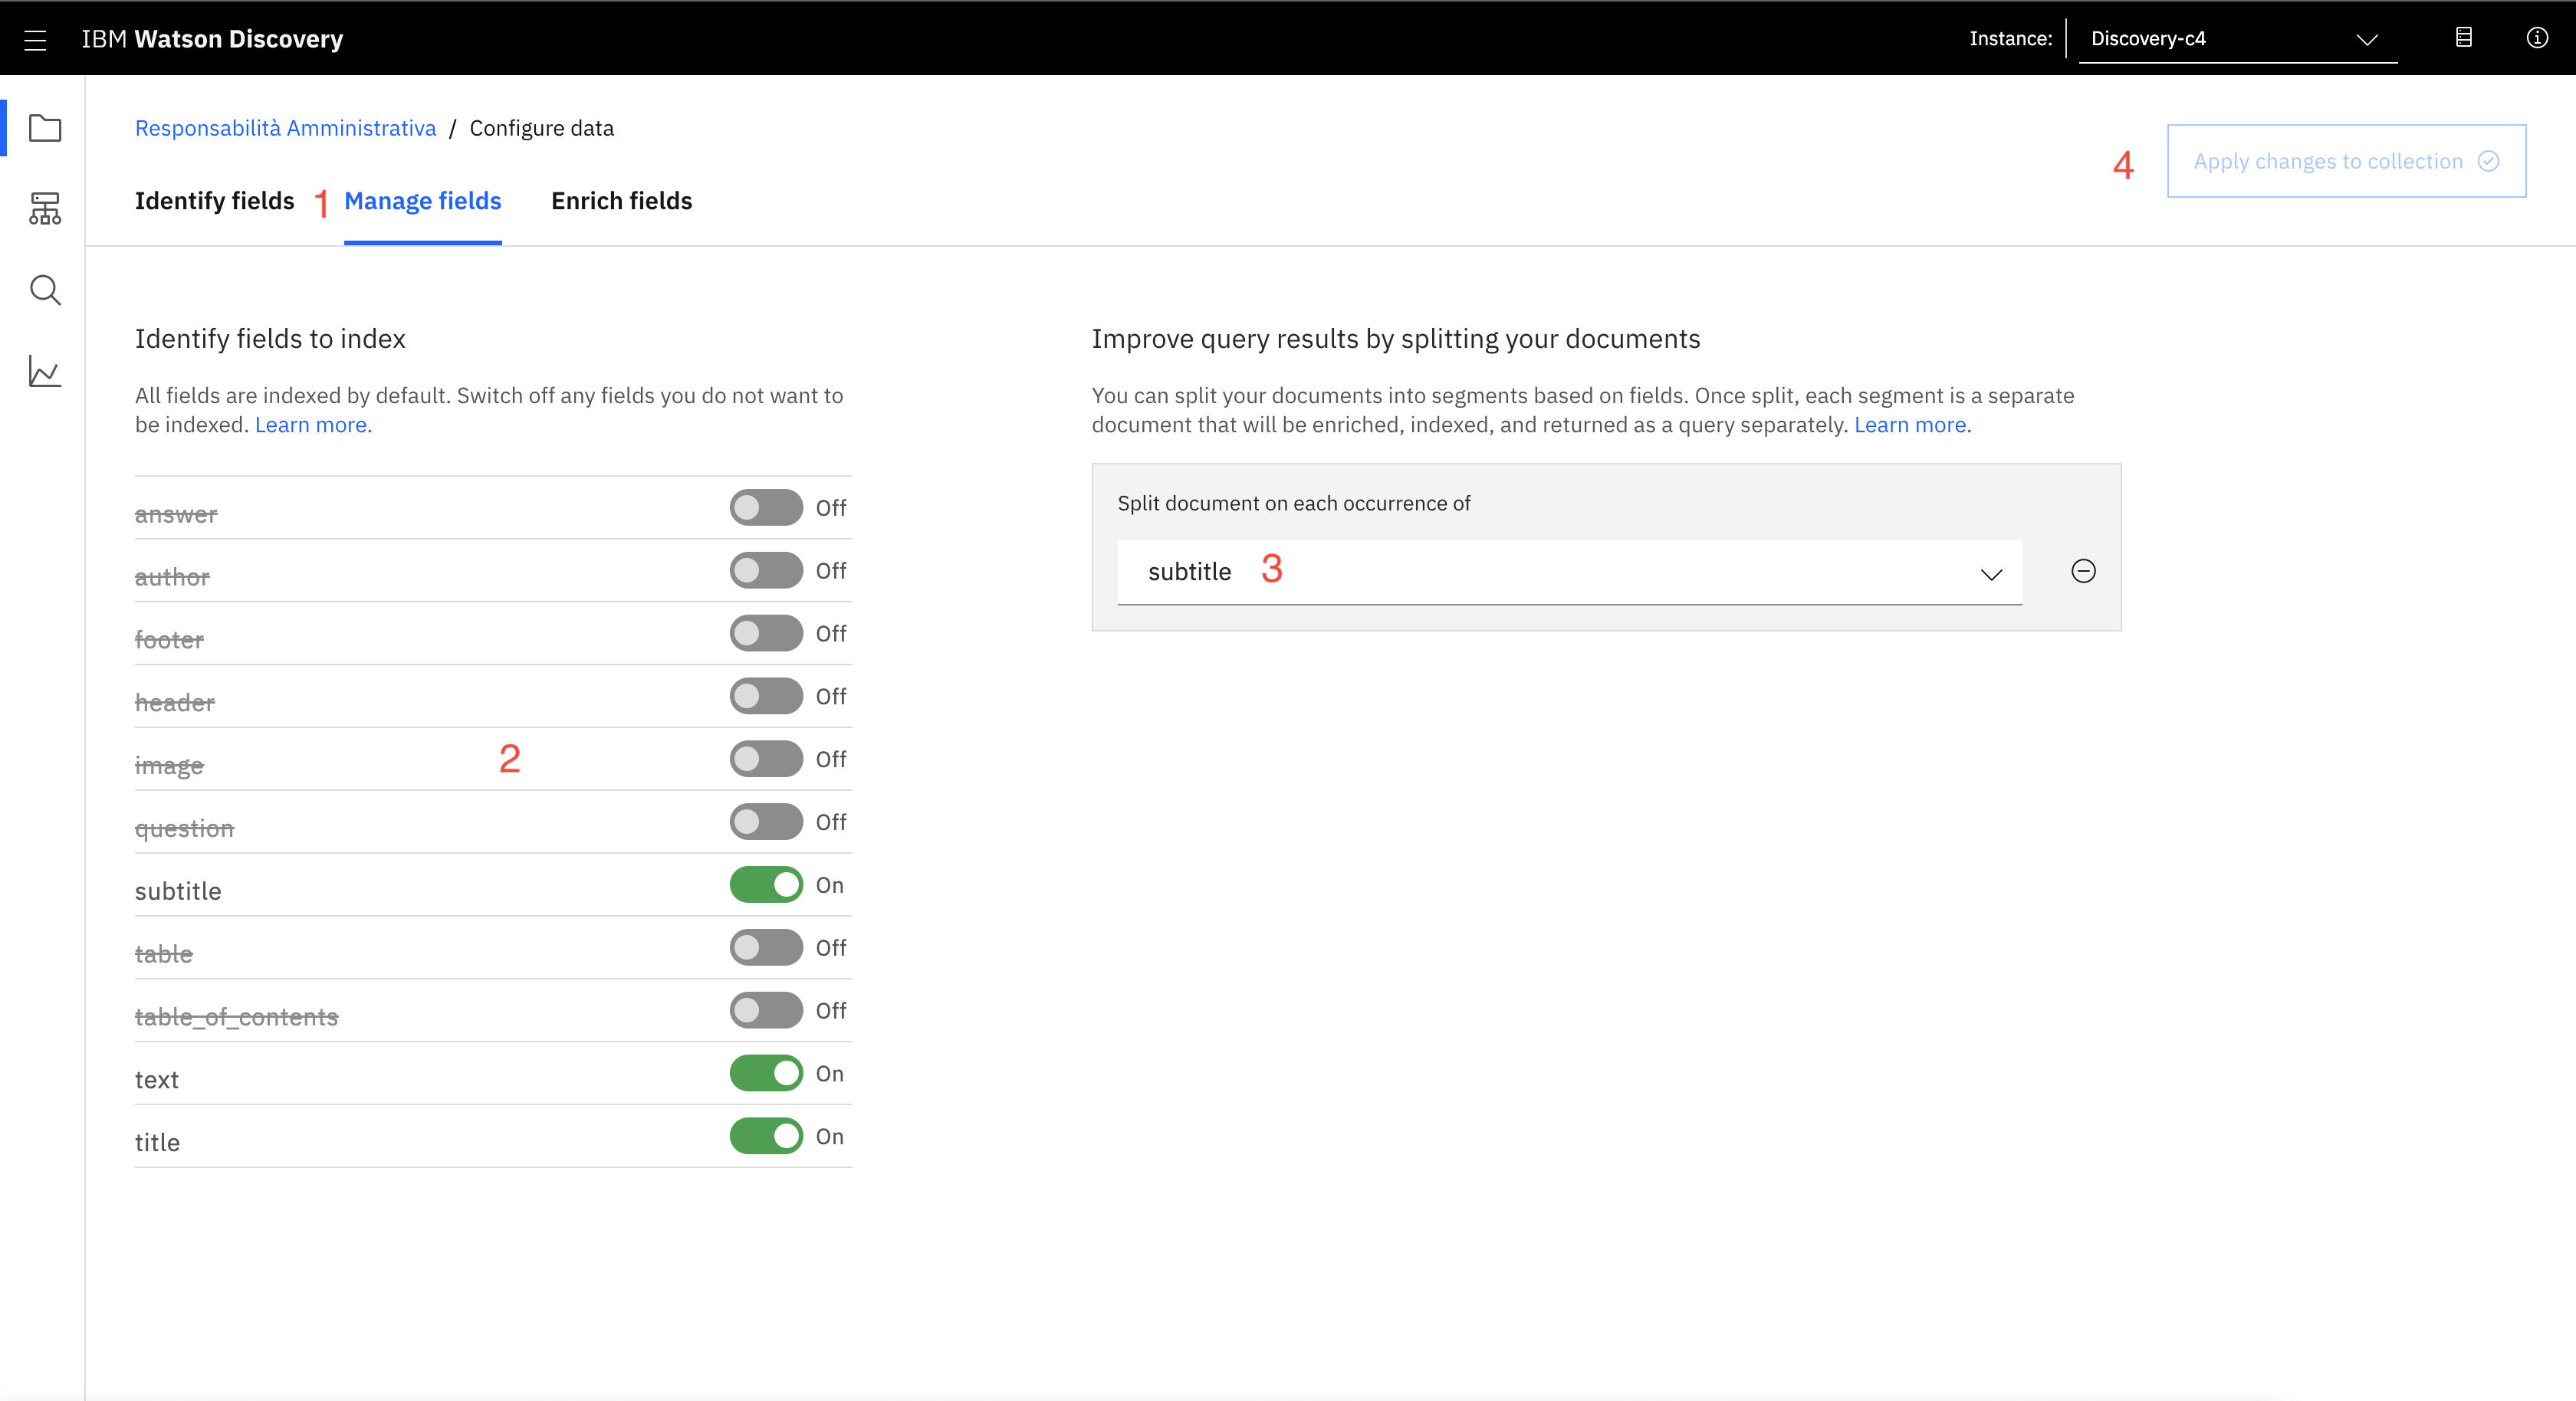 IBM Watson Discovery
Instance: Discovery-c4
Responsabilità Amministrativa / Configure data
4 Apply changes to collection
Identify fields 1 Manage fields Enrich fields
Identify fields to index
All fields are indexed by default. Switch off any fields you do not want to
be indexed. Learn more.
answer Off
author Off
footer Off
header Off
image 2 Off
question Off
subtitle On
table Off
table_of_contents Off
text On
title On
Improve query results by splitting your documents
You can split your documents into segments based on fields. Once split, each segment is a separate
document that will be enriched, indexed, and returned as a query separately. Learn more.
Split document on each occurrence of
subtitle 3